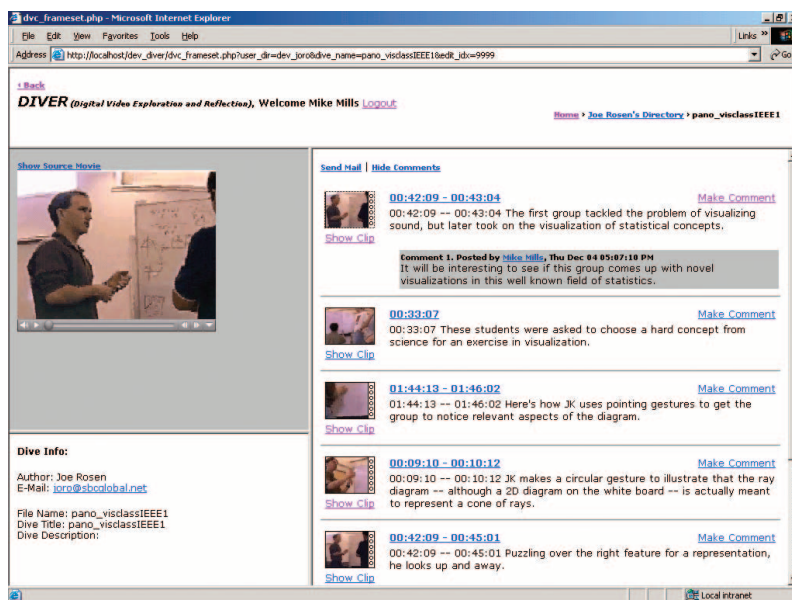 dvc_frameset.php - Microsoft Internet Explorer
File Edit View Favorites Tools Help
Links »
Address http://localhost/dev_diver/dvc_frameset.php?user_dir=dev_joro&dive_name=pano_visclassIEEE1&edit_idx=9999
Go
‹ Back
DIVER (Digital Video Exploration and Reflection), Welcome Mike Mills Logout
Home › Joe Rosen's Directory › pano_visclassIEEE1
Show Source Movie
Send Mail | Hide Comments
00:42:09 - 00:43:04 Make Comment
00:42:09 -- 00:43:04 The first group tackled the problem of visualizing
sound, but later took on the visualization of statistical concepts.
Show Clip
Comment 1. Posted by Mike Mills, Thu Dec 04 05:07:10 PM
It will be interesting to see if this group comes up with novel
visualizations in this well known field of statistics.
00:33:07 Make Comment
00:33:07 These students were asked to choose a hard concept from
science for an exercise in visualization.
Show Clip
01:44:13 - 01:46:02 Make Comment
01:44:13 -- 01:46:02 Here's how JK uses pointing gestures to get the
group to notice relevant aspects of the diagram.
Show Clip
00:09:10 - 00:10:12 Make Comment
00:09:10 -- 00:10:12 JK makes a circular gesture to illustrate that the ray
diagram -- although a 2D diagram on the white board -- is actually meant
to represent a cone of rays.
Show Clip
00:42:09 - 00:45:01 Make Comment
00:42:09 -- 00:45:01 Puzzling over the right feature for a representation,
he looks up and away.
Show Clip
Dive Info:
Author: Joe Rosen
E-Mail: joro@sbcglobal.net
File Name: pano_visclassIEEE1
Dive Title: pano_visclassIEEE1
Dive Description:
Local intranet